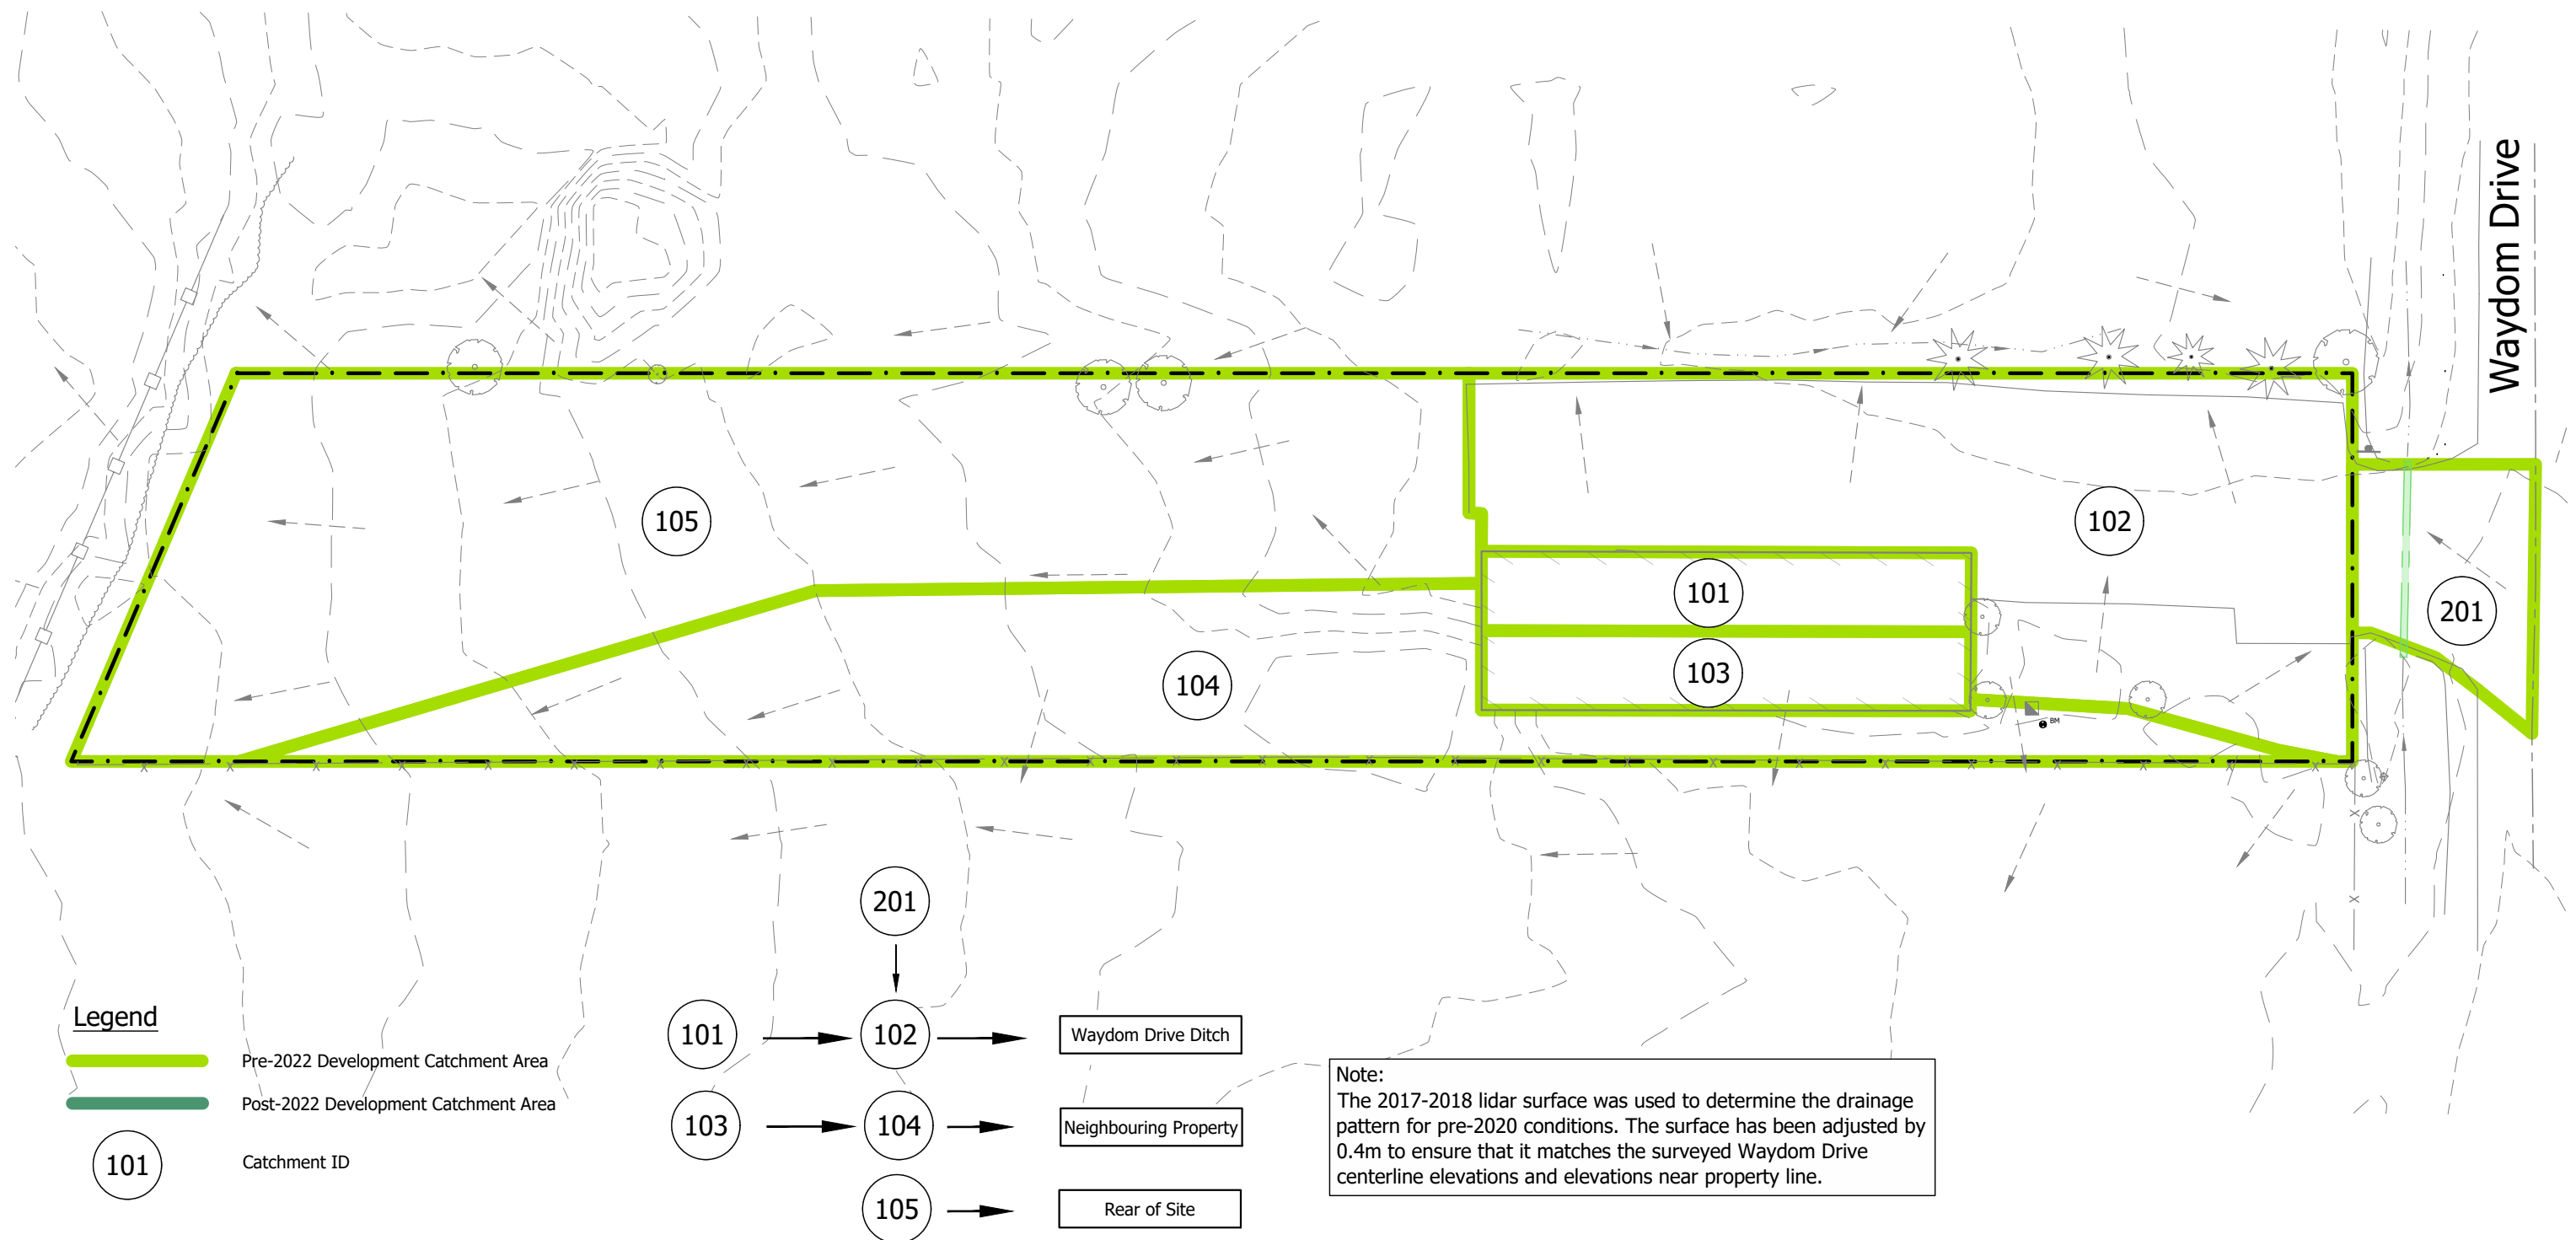 Waydom Drive
105
102
101
201
103
104
BM
201
Legend
101
102
Waydom Drive Ditch
Pre-2022 Development Catchment Area
Post-2022 Development Catchment Area
103
104
Neighbouring Property
101
Catchment ID
105
Rear of Site
Note:
The 2017-2018 lidar surface was used to determine the drainage
pattern for pre-2020 conditions. The surface has been adjusted by
0.4m to ensure that it matches the surveyed Waydom Drive
centerline elevations and elevations near property line.